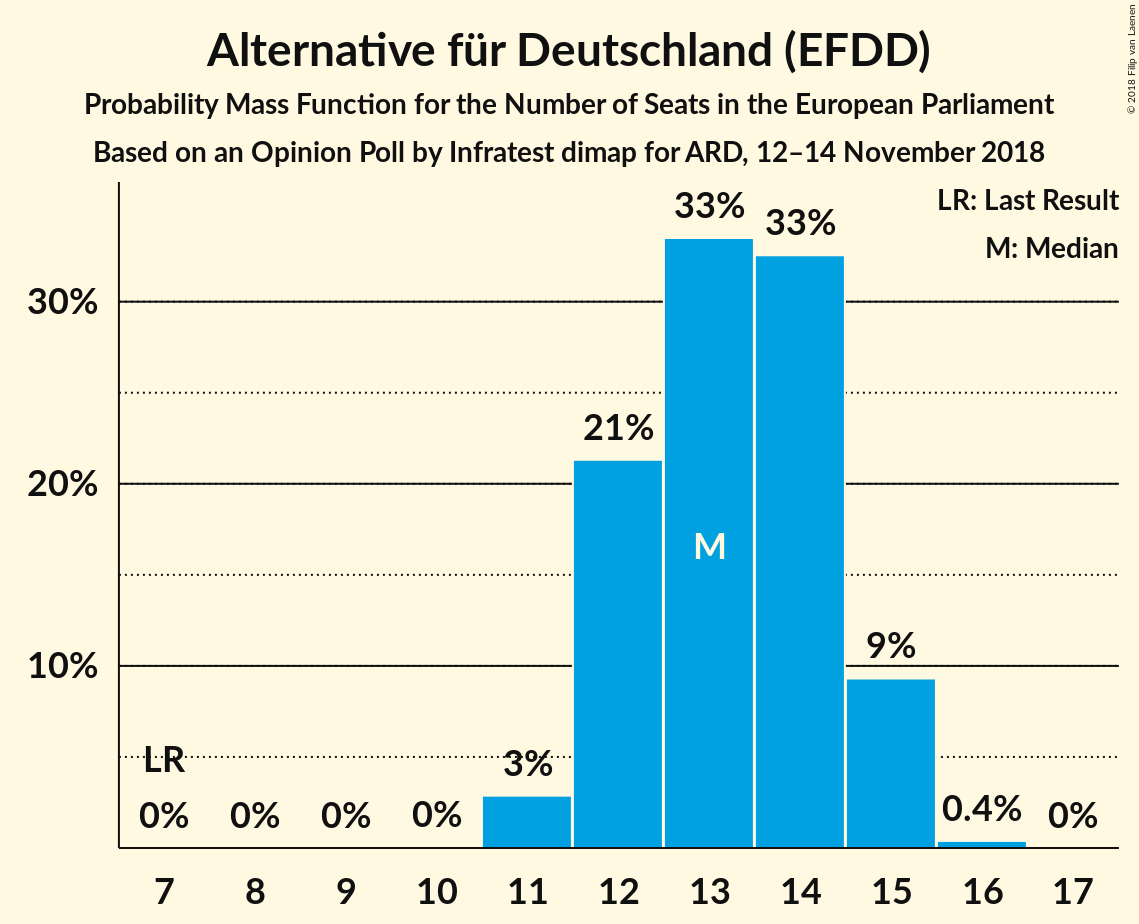 Alternative für Deutschland (EFDD)
Probability Mass Function for the Number of Seats in the European Parliament
Based on an Opinion Poll by Infratest dimap for ARD, 12–14 November 2018
© 2018 Filip van Laenen
LR: Last Result
M: Median
33%
33%
30%
21%
20%
M
9%
10%
LR
3%
0%
0%
0%
0%
0.4%
0%
7 8 9 10 11 12 13 14 15 16 17